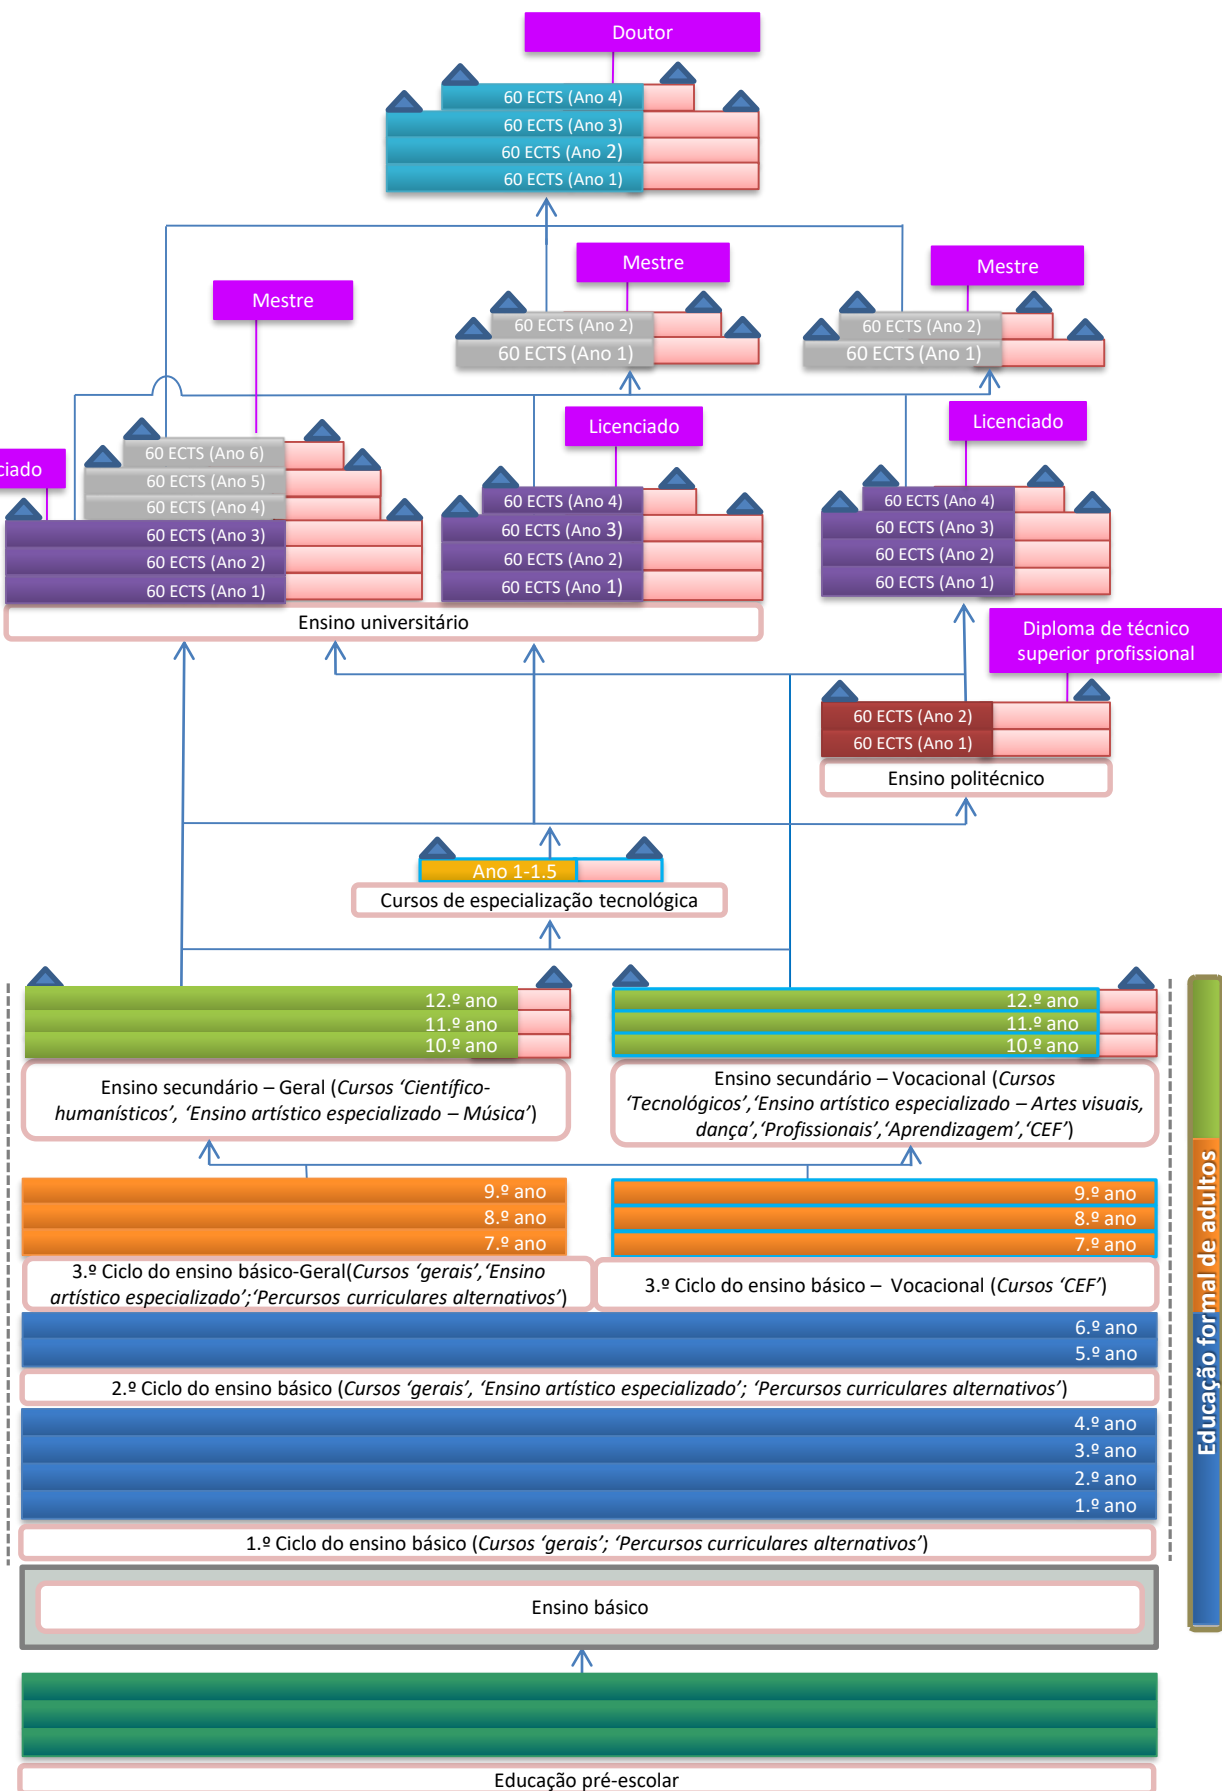 Doutor
60 ECTS (Ano 4)
60 ECTS (Ano 3)
60 ECTS (Ano 2)
60 ECTS (Ano 1)
Mestre
Mestre
Mestre
60 ECTS (Ano 2)
60 ECTS (Ano 1)
60 ECTS (Ano 2)
60 ECTS (Ano 1)
ciado
60 ECTS (Ano 6)
60 ECTS (Ano 5)
60 ECTS (Ano 4)
60 ECTS (Ano 3)
60 ECTS (Ano 2)
60 ECTS (Ano 1)
Licenciado
60 ECTS (Ano 4)
60 ECTS (Ano 3)
60 ECTS (Ano 2)
60 ECTS (Ano 1)
Licenciado
60 ECTS (Ano 4)
60 ECTS (Ano 3)
60 ECTS (Ano 2)
60 ECTS (Ano 1)
Ensino universitário
Diploma de técnico
superior profissional
60 ECTS (Ano 2)
60 ECTS (Ano 1)
Ensino politécnico
Ano 1-1.5
Cursos de especialização tecnológica
12.º ano
11.º ano
10.º ano
Ensino secundário – Geral (Cursos ‘Científico-
humanísticos’, ‘Ensino artístico especializado – Música’)
12.º ano
11.º ano
10.º ano
Ensino secundário – Vocacional (Cursos
‘Tecnológicos’,‘Ensino artístico especializado – Artes visuais,
dança’,‘Profissionais’,‘Aprendizagem’,‘CEF’)
9.º ano
8.º ano
7.º ano
3.º Ciclo do ensino básico-Geral(Cursos ‘gerais’,‘Ensino
artístico especializado’;‘Percursos curriculares alternativos’)
9.º ano
8.º ano
7.º ano
3.º Ciclo do ensino básico – Vocacional (Cursos ‘CEF’)
6.º ano
5.º ano
2.º Ciclo do ensino básico (Cursos ‘gerais’, ‘Ensino artístico especializado’; ‘Percursos curriculares alternativos’)
4.º ano
3.º ano
2.º ano
1.º ano
1.º Ciclo do ensino básico (Cursos ‘gerais’; ‘Percursos curriculares alternativos’)
Ensino básico
Educação pré-escolar
Educação formal de adultos